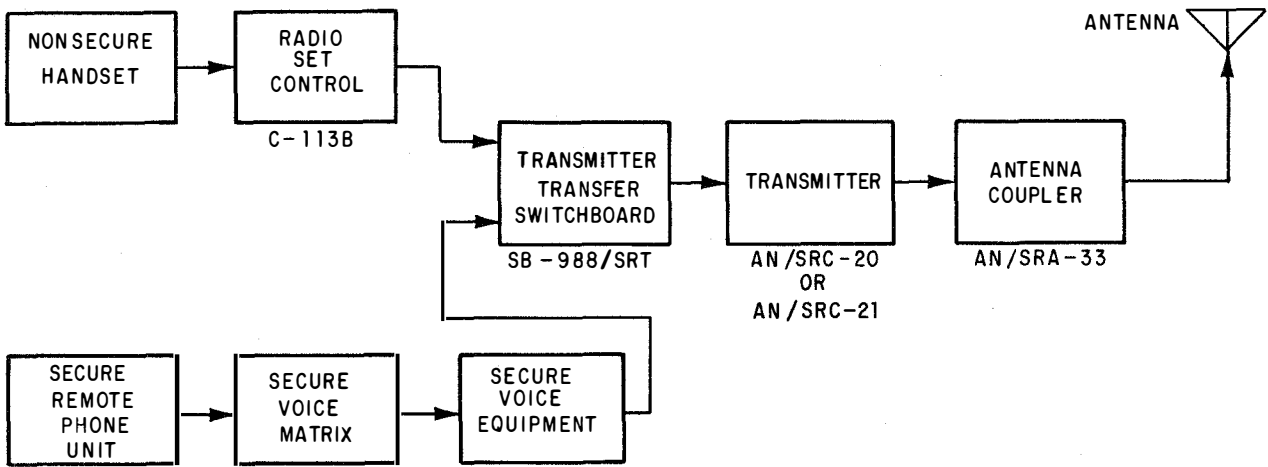 NONSECURE
HANDSET
RADIO
SET
CONTROL
C-113B
ANTENNA
TRANSMITTER
TRANSFER
SWITCHBOARD
SB-988/SRT
TRANSMITTER
AN/SRC-20
OR
AN/SRC-21
ANTENNA
COUPLER
AN/SRA-33
SECURE
REMOTE
PHONE
UNIT
SECURE
VOICE
MATRIX
SECURE
VOICE
EQUIPMENT